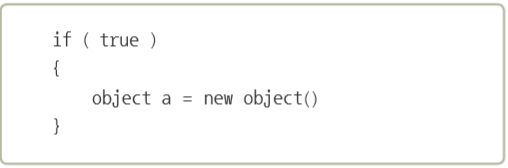 if ( true )
{
    object a = new object()
}